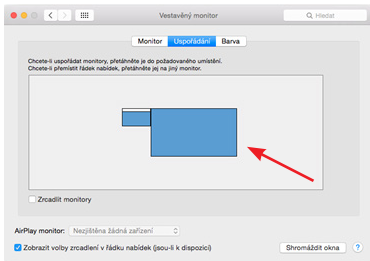 Vestavěný monitor
Hledat
Monitor Uspořádání Barva
Chcete-li uspořádat monitory, přetáhněte je do požadovaného umístění.
Chcete-li přemístit řádek nabídek, přetáhněte jej na jiný monitor.
Zrcadlit monitory
AirPlay monitor: Nezjištěna žádná zařízení
Zobrazit volby zrcadlení v řádku nabídek (jsou-li k dispozici) Shromáždit okna ?